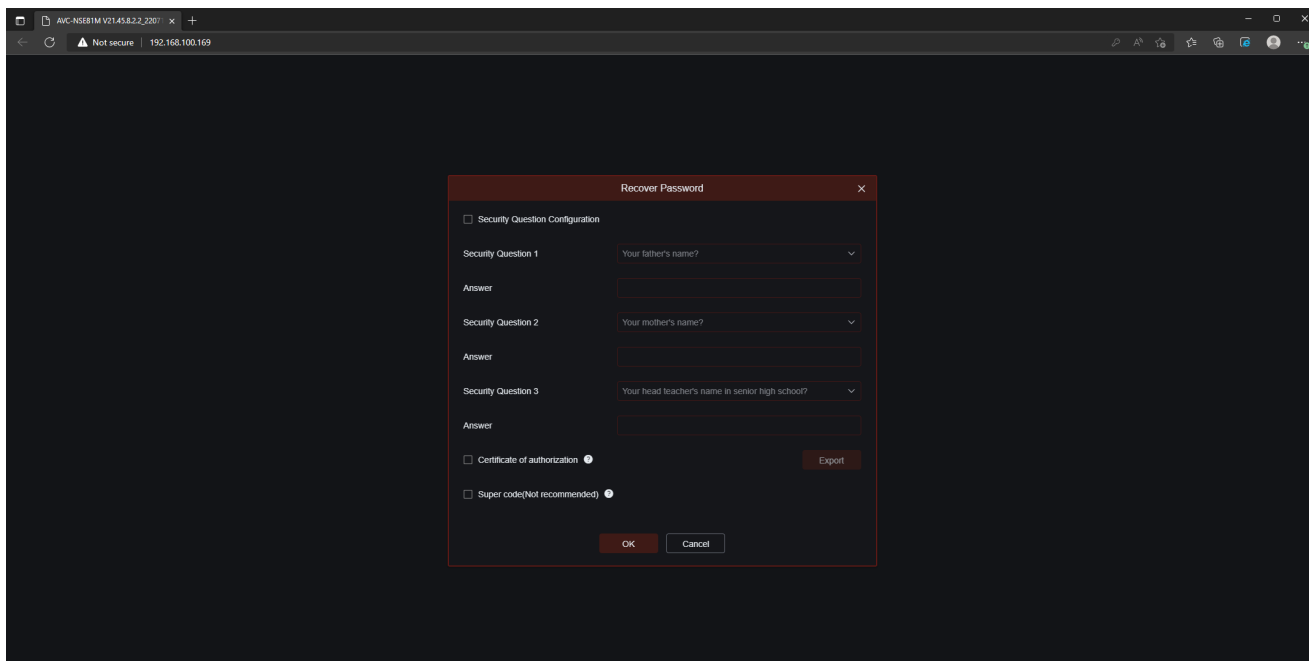 AVC-NSE81M V21.45.8.2.2_2207
Not secure 192.168.100.169
Recover Password
Security Question Configuration
Security Question 1 Your father's name?
Answer
Security Question 2 Your mother's name?
Answer
Security Question 3 Your head teacher's name in senior high school?
Answer
Certificate of authorization ? Export
Super code(Not recommended) ?
OK Cancel